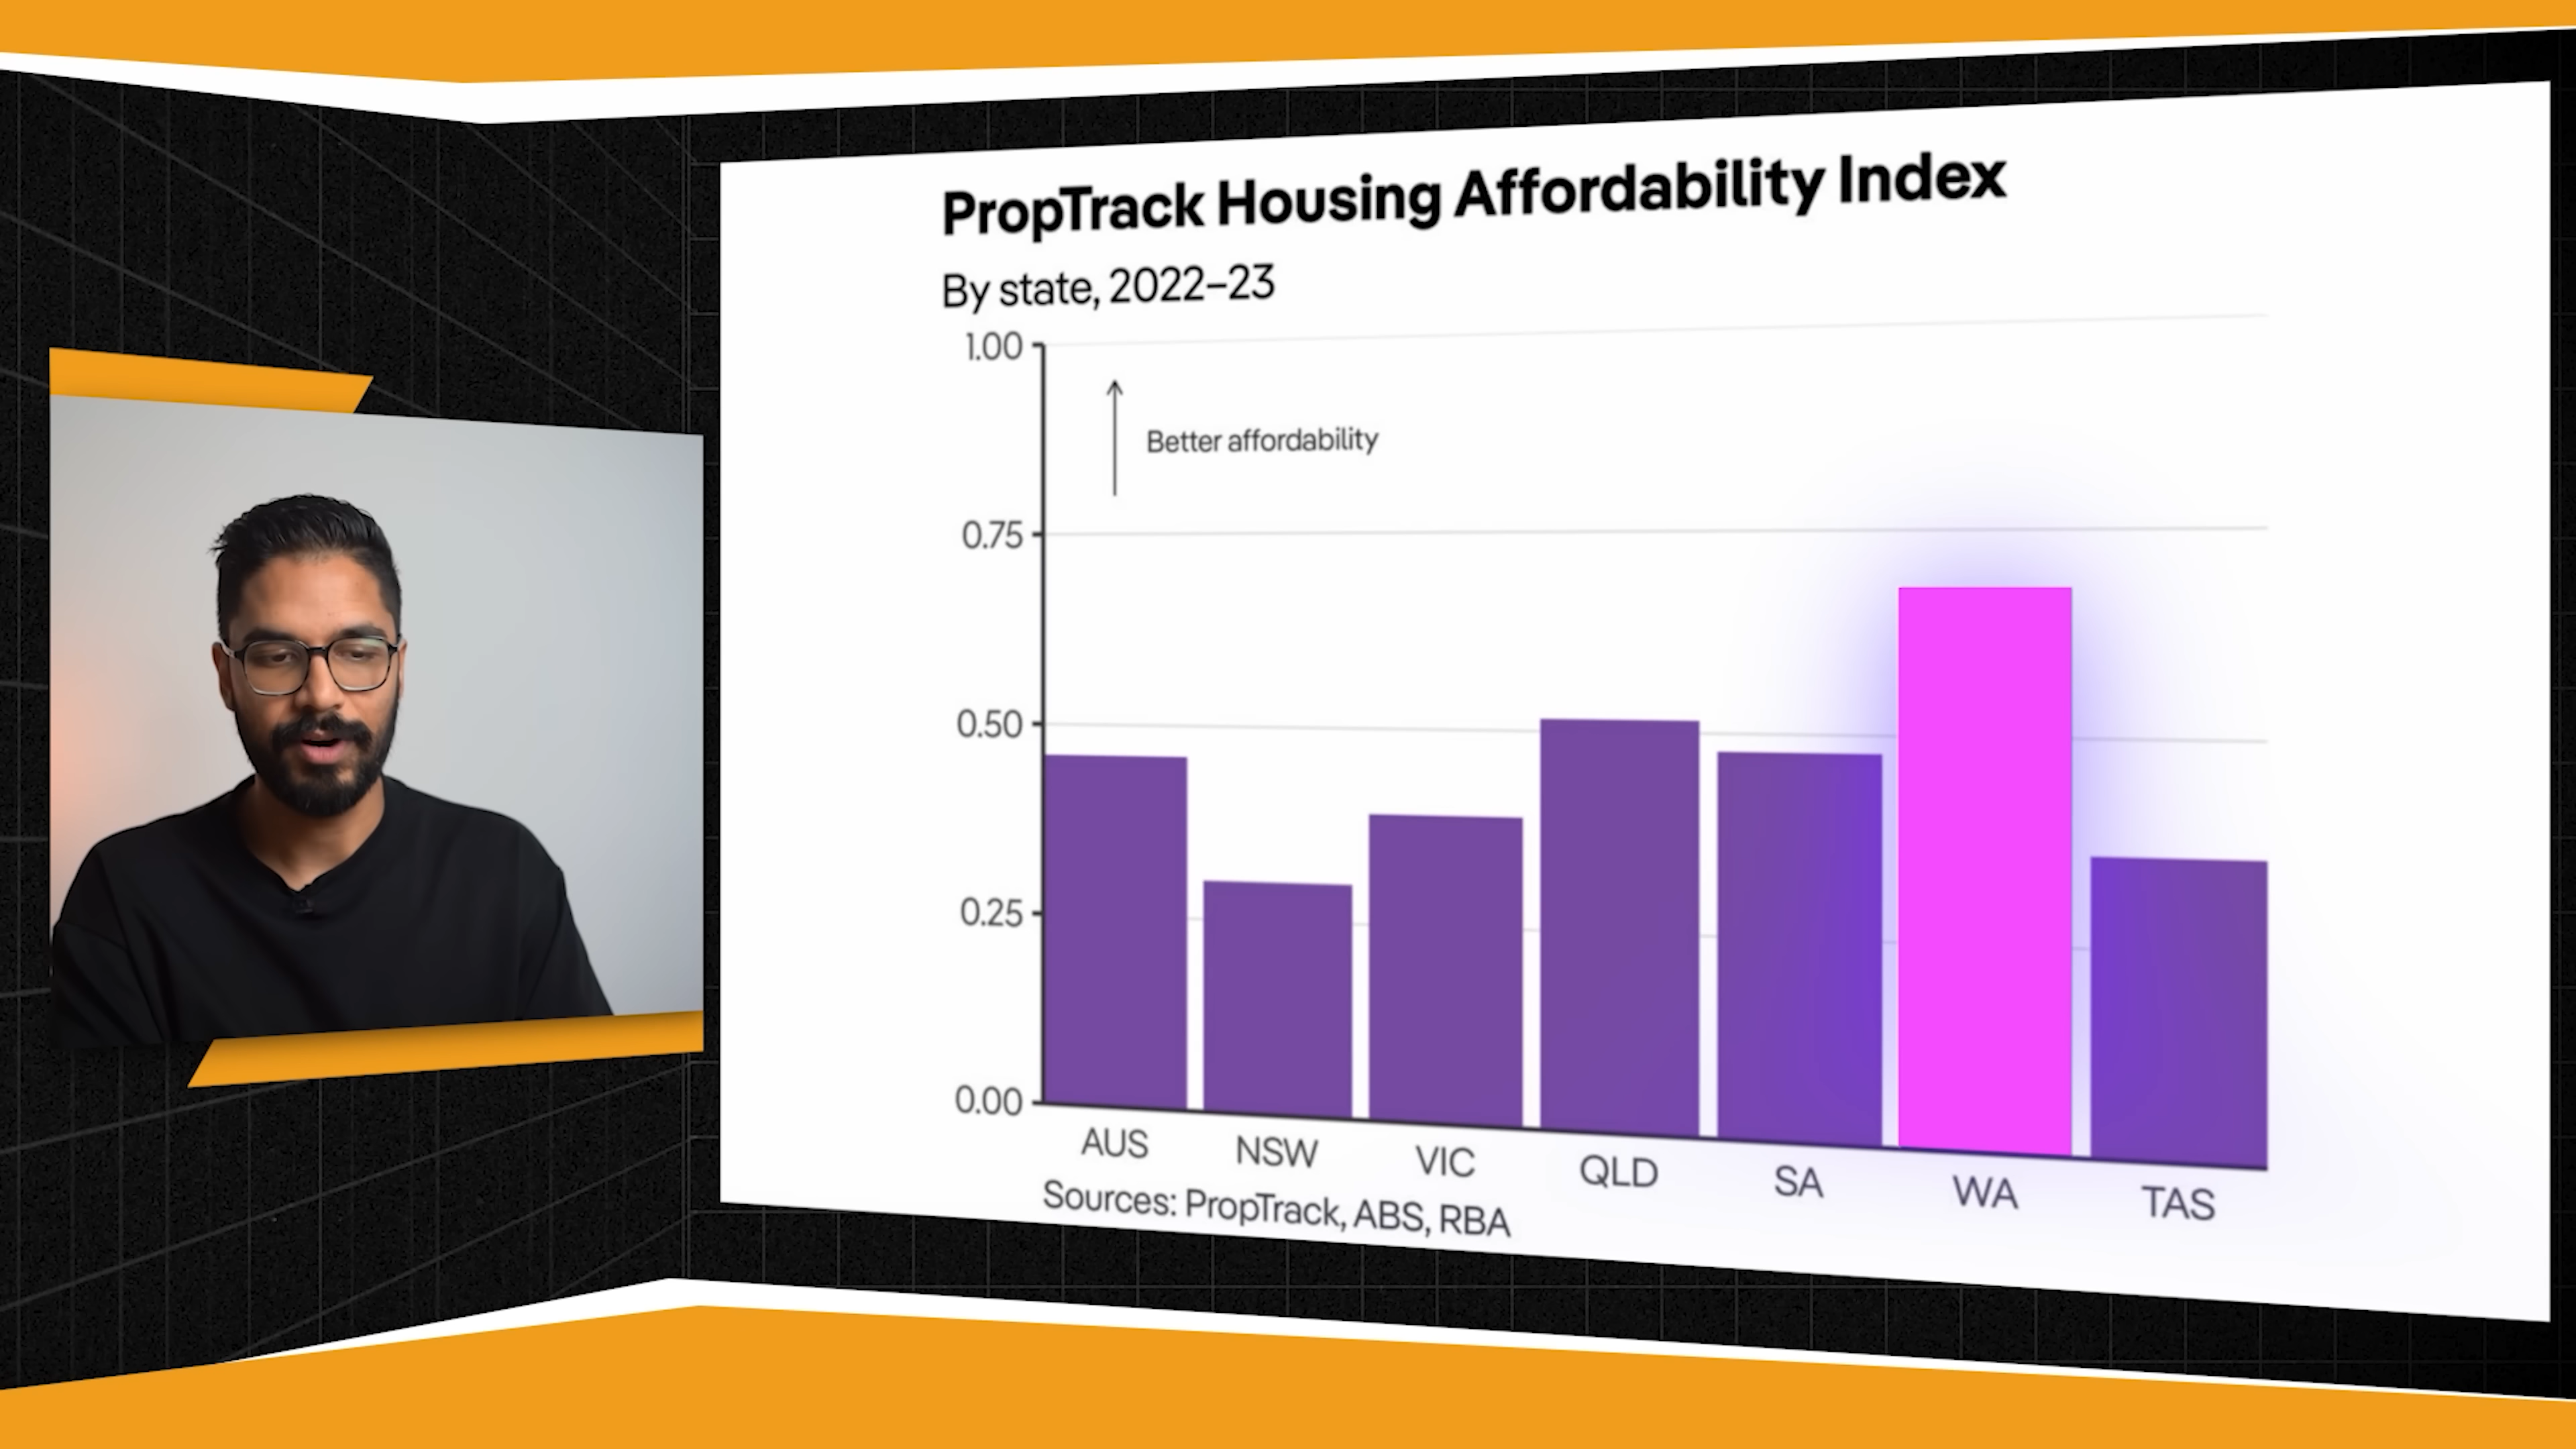 PropTrack Housing Affordability Index
By state, 2022–23
1.00
Better affordability
0.75
0.50
0.25
0.00
AUS NSW VIC QLD SA WA TAS
Sources: PropTrack, ABS, RBA